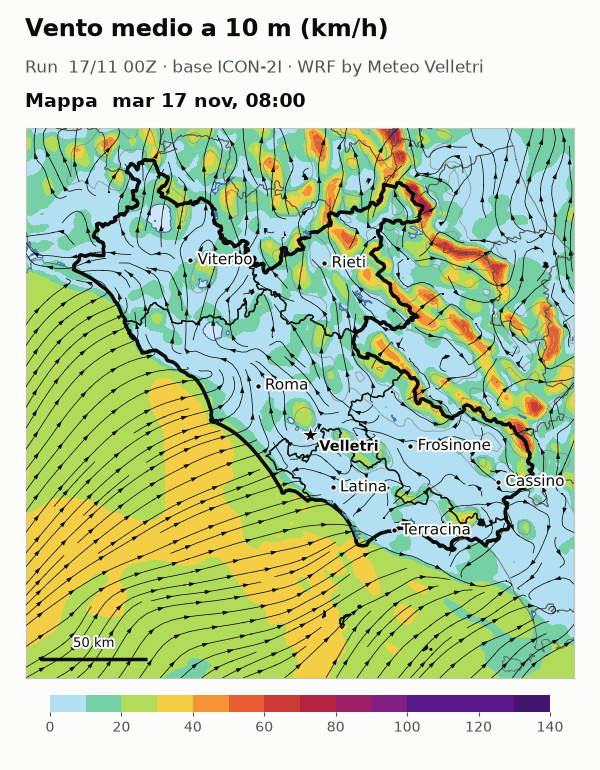 Vento medio a 10 m (km/h)
Run 17/11 00Z · base ICON-2I · WRF by Meteo Velletri
Mappa mar 17 nov, 08:00
Viterbo
Rieti
Roma
Velletri
Frosinone
Latina
Cassino
Terracina
50 km
0 20 40 60 80 100 120 140